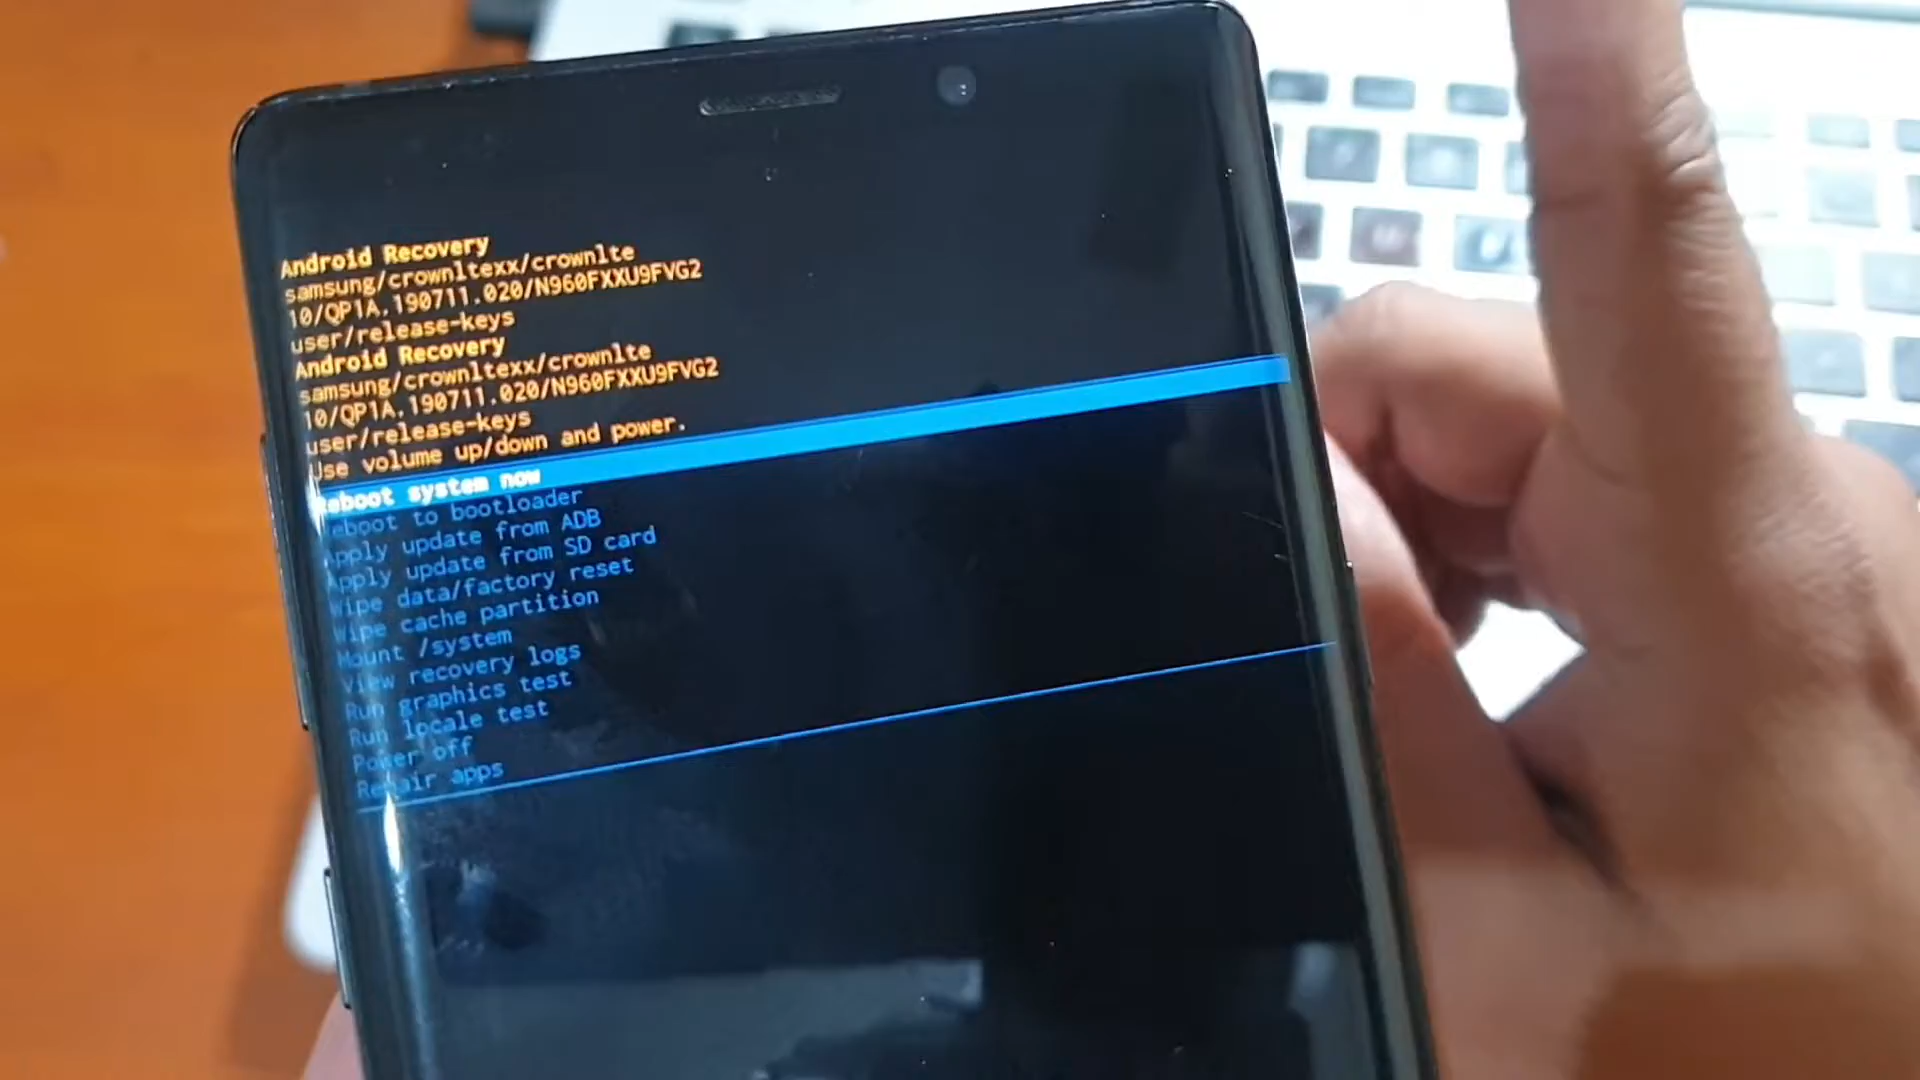 Android Recovery
samsung/crownltexx/crownlte
10/QP1A.190711.020/N960FXXU9FVG2
user/release-keys
Android Recovery
samsung/crownltexx/crownlte
10/QP1A.190711.020/N960FXXU9FVG2
user/release-keys
Use volume up/down and power.
Reboot system now
Reboot to bootloader
Apply update from ADB
Apply update from SD card
Wipe data/factory reset
Wipe cache partition
Mount /system
View recovery logs
Run graphics test
Run locale test
Power off
Repair apps